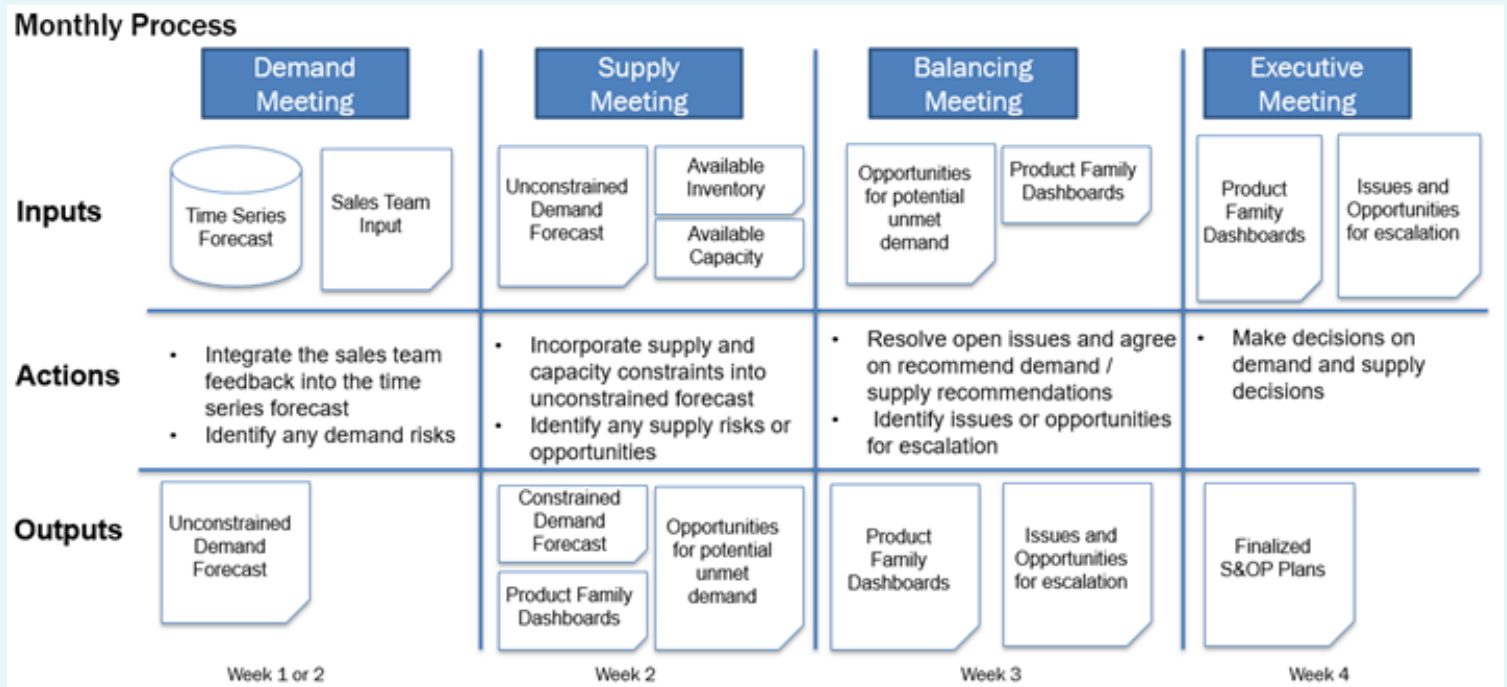 Monthly Process
Demand
Meeting
Supply
Meeting
Balancing
Meeting
Executive
Meeting
Inputs
Time Series
Forecast
Sales Team
Input
Unconstrained
Demand
Forecast
Available
Inventory
Available
Capacity
Opportunities
for potential
unmet
demand
Product Family
Dashboards
Product
Famity
Dashboards
Issues and
Opportunities
for escalation
Actions
• Integrate the sales team
feedback into the time
series forecast
• Identify any demand risks
• Incorporate supply and
capacity constraints into
unconstrained forecast
• Identify any supply risks or
opportunities
• Resolve open issues and agree
on recommend demand /
supply recommendations
• Identify issues or opportunities
for escalation
• Make decisions on
demand and supply
decisions
Outputs
Unconstrained
Demand
Forecast
Constrained
Demand
Forecast
Product Family
Dashboards
Opportunities
for potential
unmet
demand
Product
Family
Dashboards
Issues and
Opportunities
for escalation
Finalized
S&OP Plans
Week 1 or 2
Week 2
Week 3
Week 4